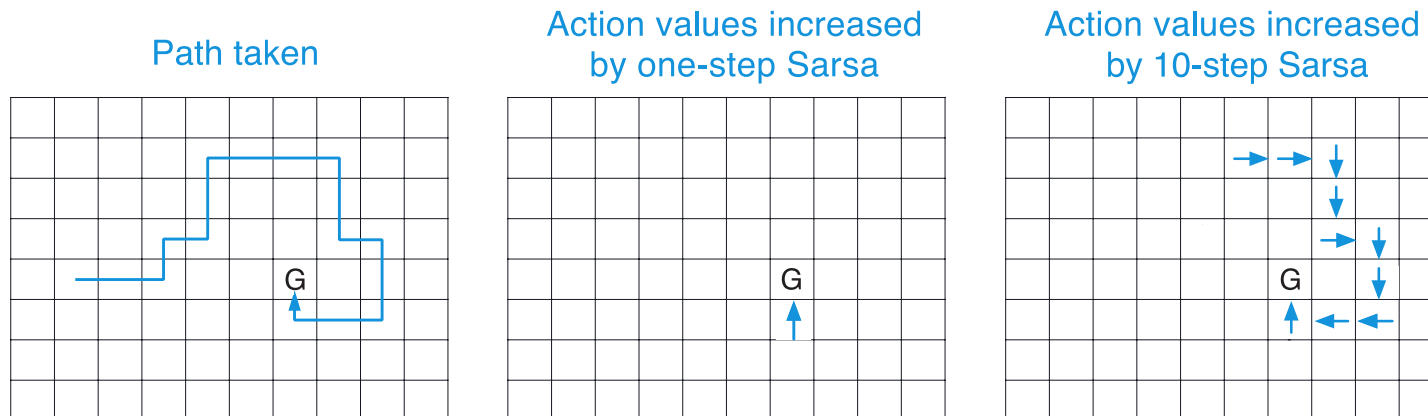 Path taken
Action values increased
by one-step Sarsa
Action values increased
by 10-step Sarsa
G
G
G